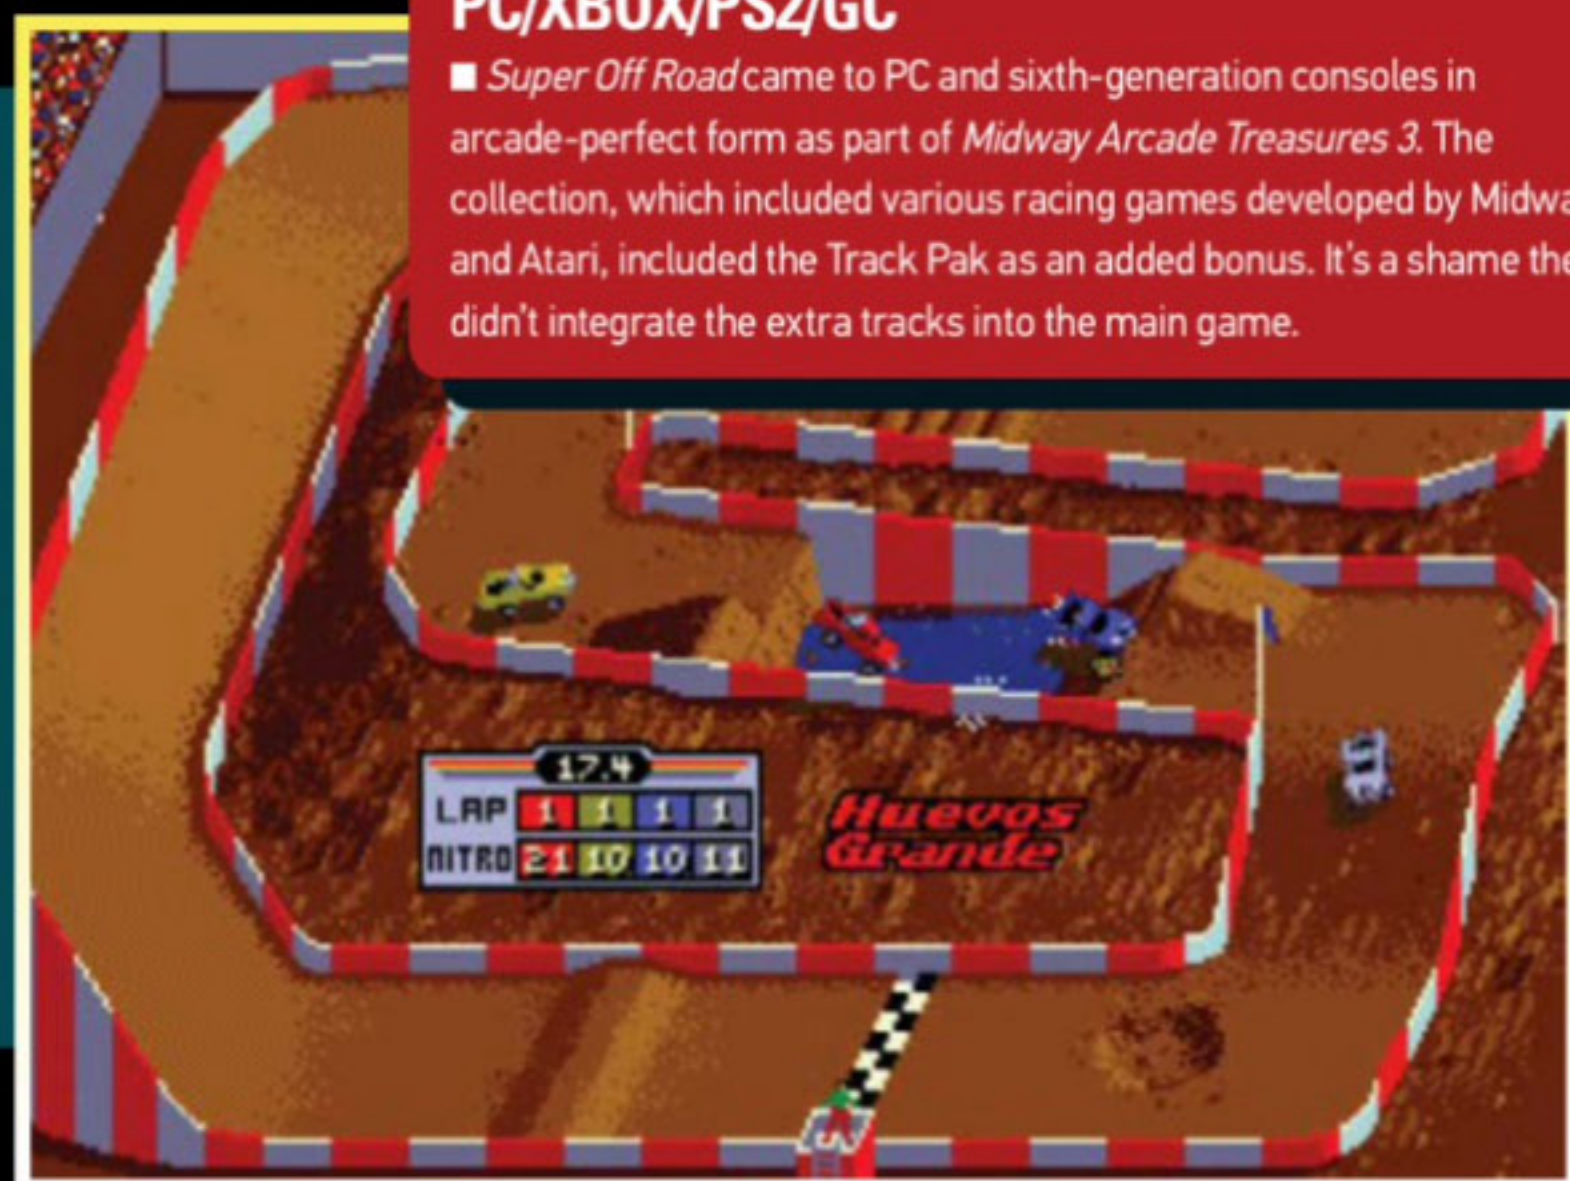 PC/XBOX/PS2/GC
■ Super Off Road came to PC and sixth-generation consoles in
arcade-perfect form as part of Midway Arcade Treasures 3. The
collection, which included various racing games developed by Midwa
and Atari, included the Track Pak as an added bonus. It's a shame the
didn't integrate the extra tracks into the main game.
17.4
LAP 1 1 1 1
NITRO 21 10 10 11
Huevos
Grande